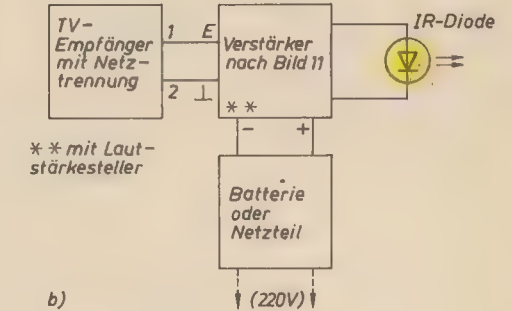 TV-
Empfänger
mit Netz-
trennung
1
2
E
⊥
Verstärker
nach Bild 11
* *
- +
IR-Diode
* * mit Laut-
stärkesteller
Batterie
oder
Netzteil
b)
(220V)